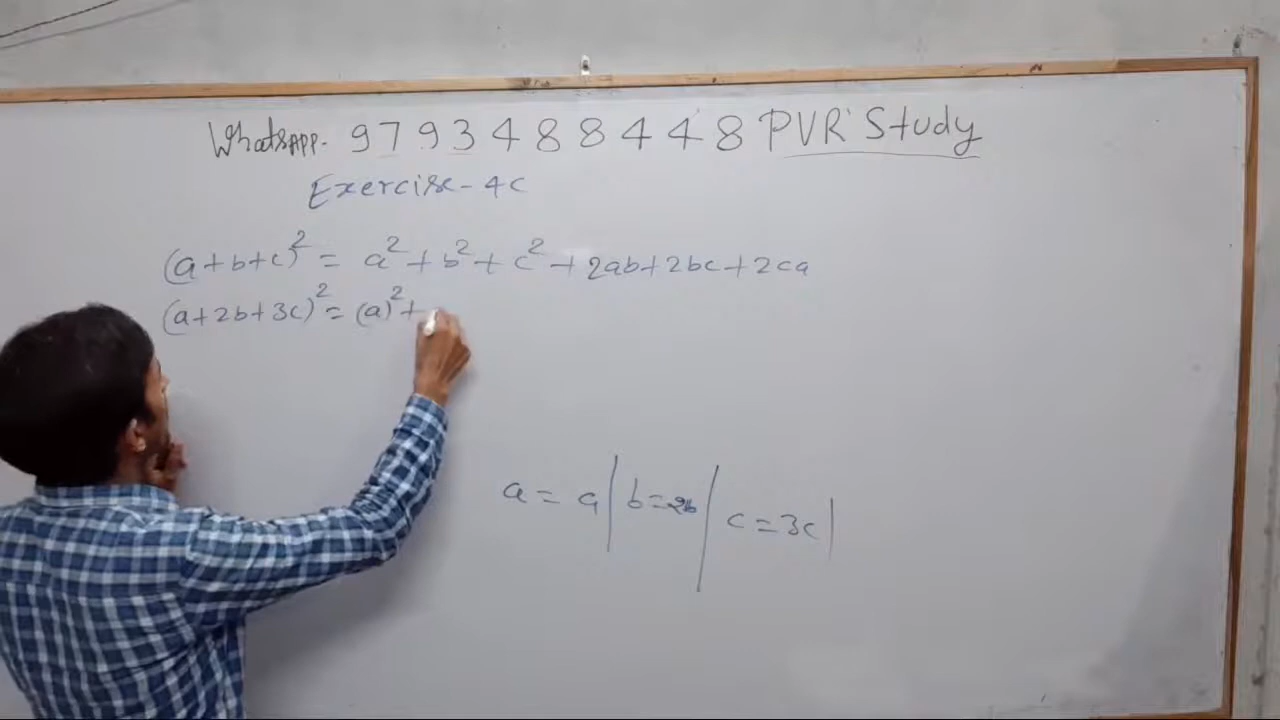 WhatsAPP. 9793488448 PVR Study
Exercise - 4C
(a+b+c)² = a² + b² + c² + 2ab + 2bc + 2ca
(a+2b+3c)² = (a)² +
a = a | b = 2b | c = 3c |